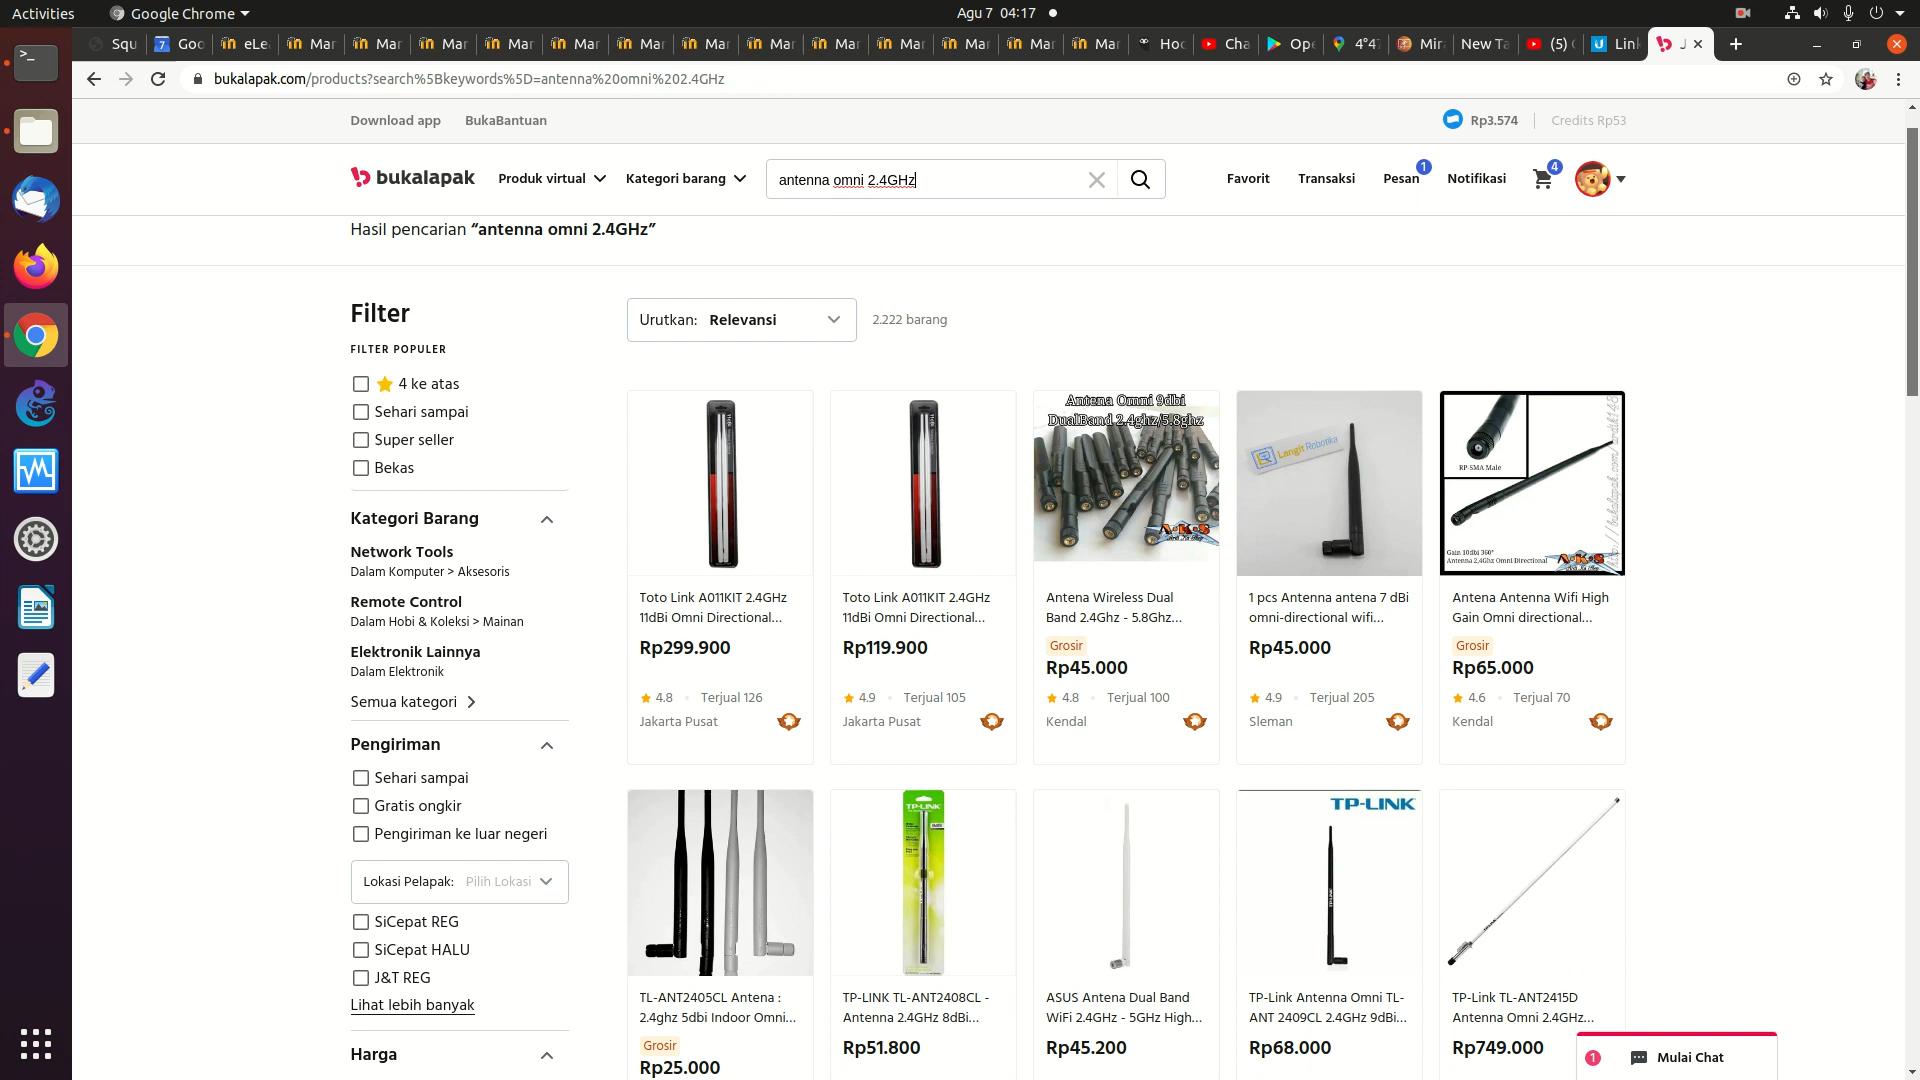 Activities
Google Chrome
Agu 7 04:17
Squ
Goo
eLe
Mar
Mar
Mar
Mar
Mar
Mar
Mar
Mar
Mar
Mar
Mar
Mar
Mar
Hoc
Cha
Ope
4°47
Mir
New Ta
(5)
Link
bukalapak.com/products?search%5Bkeywords%5D=antenna%20omni%202.4GHz
Download app
BukaBantuan
Rp3.574
Credits Rp53
bukalapak
Produk virtual
Kategori barang
antenna omni 2.4GHz
Favorit
Transaksi
Pesan
1
Notifikasi
4
Hasil pencarian “antenna omni 2.4GHz”
Filter
FILTER POPULER
4 ke atas
Sehari sampai
Super seller
Bekas
Kategori Barang
Network Tools
Dalam Komputer > Aksesoris
Remote Control
Dalam Hobi & Koleksi > Mainan
Elektronik Lainnya
Dalam Elektronik
Semua kategori
Pengiriman
Sehari sampai
Gratis ongkir
Pengiriman ke luar negeri
Lokasi Pelapak: Pilih Lokasi
SiCepat REG
SiCepat HALU
J&T REG
Lihat lebih banyak
Harga
Urutkan: Relevansi
2.222 barang
Toto Link A011KIT 2.4GHz
11dBi Omni Directional...
Rp299.900
4.8
Terjual 126
Jakarta Pusat
Toto Link A011KIT 2.4GHz
11dBi Omni Directional...
Rp119.900
4.9
Terjual 105
Jakarta Pusat
Antena Omni 9dbi
DualBand 2.4ghz/5.8ghz
A·K·S
Antena Wireless Dual
Band 2.4Ghz - 5.8Ghz...
Grosir
Rp45.000
4.8
Terjual 100
Kendal
Langit Robotika
1 pcs Antenna antena 7 dBi
omni-directional wifi...
Rp45.000
4.9
Terjual 205
Sleman
RP-SMA Male
Gain 10dbi 360°
Antenna 2,4Ghz Omni Directional
A·K·S
Antena Antenna Wifi High
Gain Omni directional...
Grosir
Rp65.000
4.6
Terjual 70
Kendal
TL-ANT2405CL Antena :
2.4ghz 5dbi Indoor Omni...
Grosir
Rp25.000
TP-LINK
TP-LINK TL-ANT2408CL -
Antenna 2.4GHz 8dBi...
Rp51.800
ASUS Antena Dual Band
WiFi 2.4GHz - 5GHz High...
Rp45.200
TP-LINK
TP-Link Antenna Omni TL-
ANT 2409CL 2.4GHz 9dBi...
Rp68.000
TP-Link TL-ANT2415D
Antenna Omni 2.4GHz...
Rp749.000
1
Mulai Chat